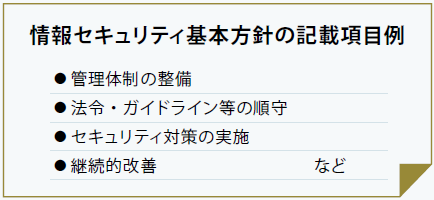 情報セキュリティ基本方針の記載項目例
●管理体制の整備
●法令・ガイドライン等の順守
●セキュリティ対策の実施
●継続的改善 など